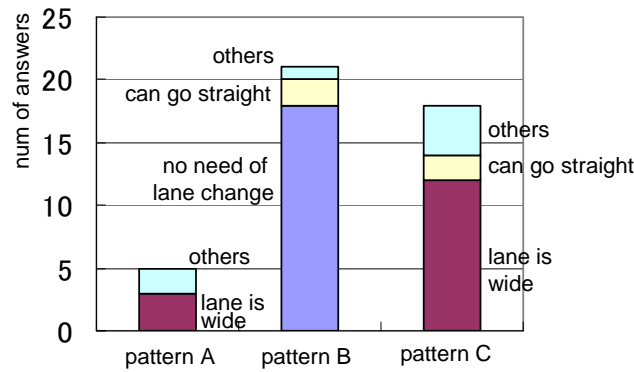 num of answers
25
20
15
10
5
0
others
can go straight
no need of
lane change
others
lane is
wide
others
can go straight
lane is
wide
pattern A
pattern B
pattern C